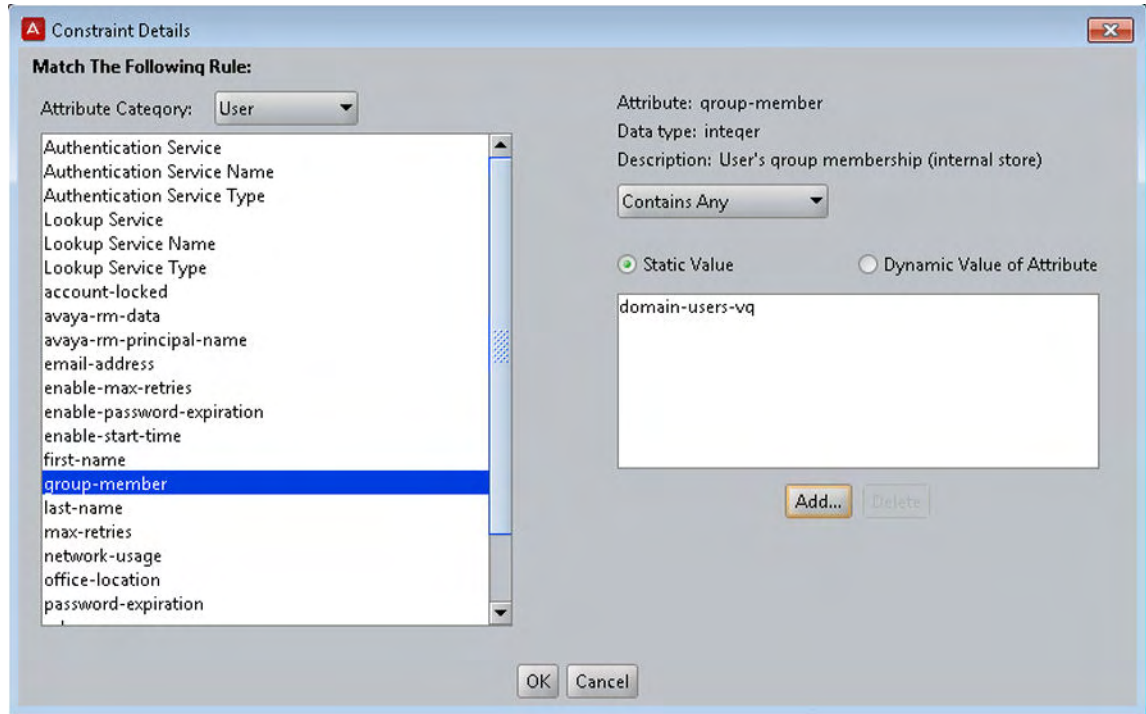 Constraint Details
Match The Following Rule:
Attribute Category: User
Authentication Service
Authentication Service Name
Authentication Service Type
Lookup Service
Lookup Service Name
Lookup Service Type
account-locked
avaya-rm-data
avaya-rm-principal-name
email-address
enable-max-retries
enable-password-expiration
enable-start-time
first-name
group-member
last-name
max-retries
network-usage
office-location
password-expiration
Attribute: group-member
Data type: integer
Description: User's group membership (internal store)
Contains Any
Static Value
Dynamic Value of Attribute
domain-users-vq
Add...
Delete
OK
Cancel